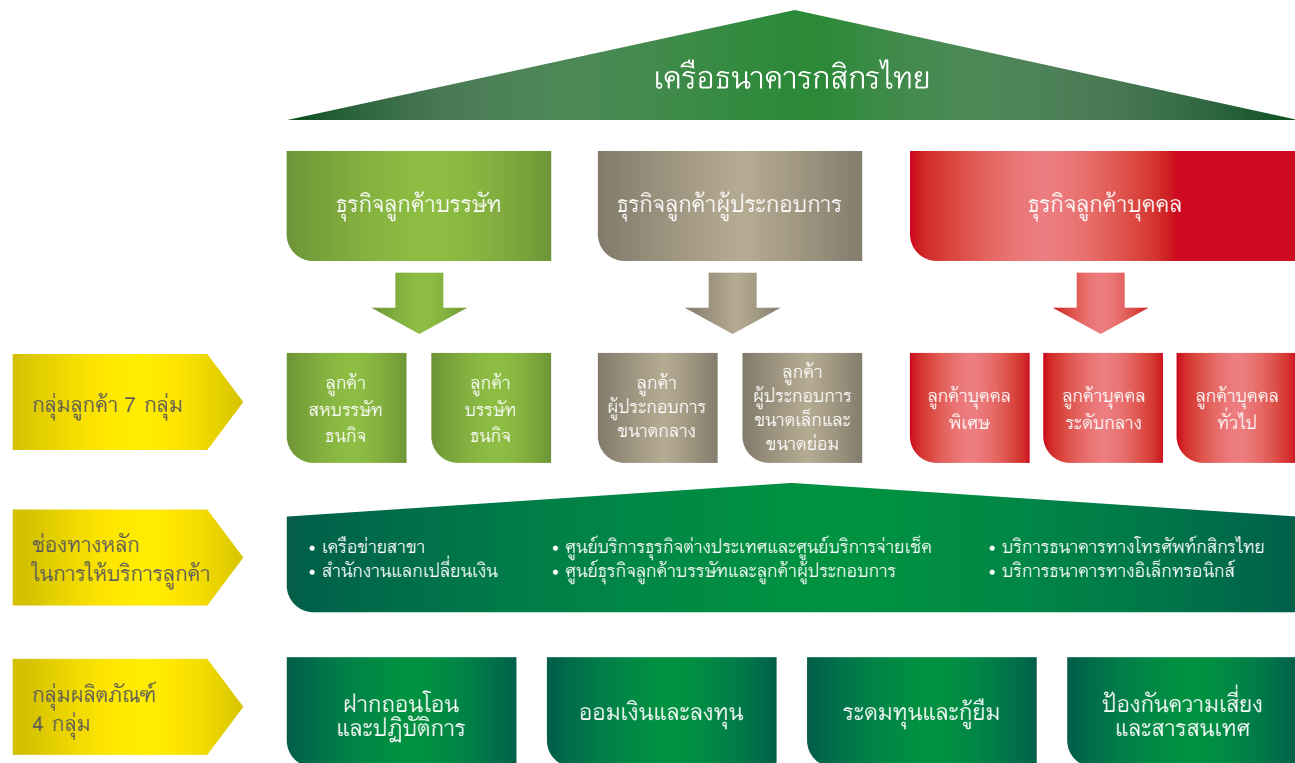 เครือธนาคารกสิกรไทย
ธุรกิจลูกค้าบรรษัท
ธุรกิจลูกค้าผู้ประกอบการ
ธุรกิจลูกค้าบุคคล
กลุ่มลูกค้า 7 กลุ่ม
ลูกค้า
สหบรรษัท
ธนกิจ
ลูกค้า
บรรษัท
ธนกิจ
ลูกค้า
ผู้ประกอบการ
ขนาดกลาง
ลูกค้า
ผู้ประกอบการ
ขนาดเล็กและ
ขนาดย่อม
ลูกค้าบุคคล
พิเศษ
ลูกค้าบุคคล
ระดับกลาง
ลูกค้าบุคคล
ทั่วไป
ช่องทางหลัก
ในการให้บริการลูกค้า
• เครือข่ายสาขา
• สำนักงานแลกเปลี่ยนเงิน
• ศูนย์บริการธุรกิจต่างประเทศและศูนย์บริการจ่ายเช็ค
• ศูนย์ธุรกิจลูกค้าบรรษัทและลูกค้าผู้ประกอบการ
• บริการธนาคารทางโทรศัพท์กสิกรไทย
• บริการธนาคารทางอิเล็กทรอนิกส์
กลุ่มผลิตภัณฑ์
4 กลุ่ม
ฝากถอนโอน
และปฏิบัติการ
ออมเงินและลงทุน
ระดมทุนและกู้ยืม
ป้องกันความเสี่ยง
และสารสนเทศ